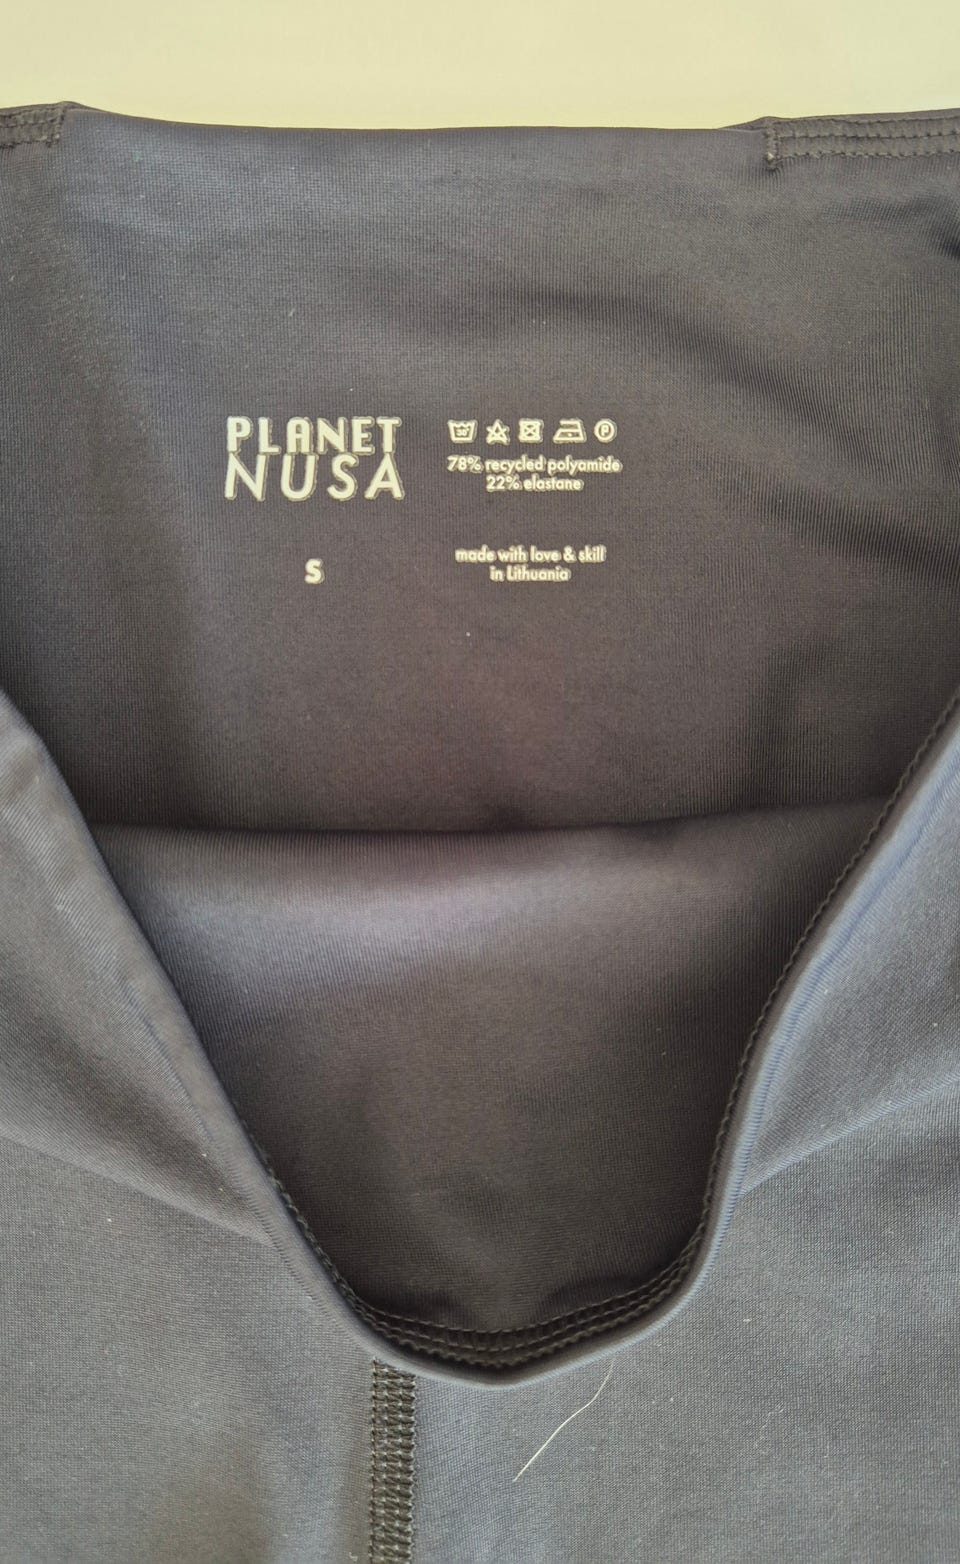 PLANET
NUSA
S
78% recycled polyamide
22% elastane
made with love & skill
in Lithuania